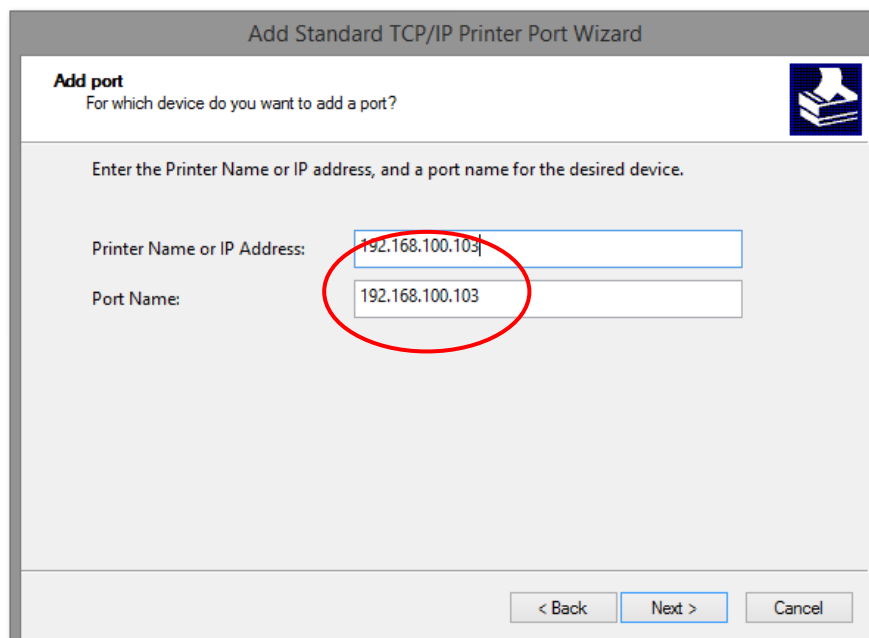 Add Standard TCP/IP Printer Port Wizard
Add port
For which device do you want to add a port?
Enter the Printer Name or IP address, and a port name for the desired device.
Printer Name or IP Address: 192.168.100.103
Port Name: 192.168.100.103
< Back Next > Cancel